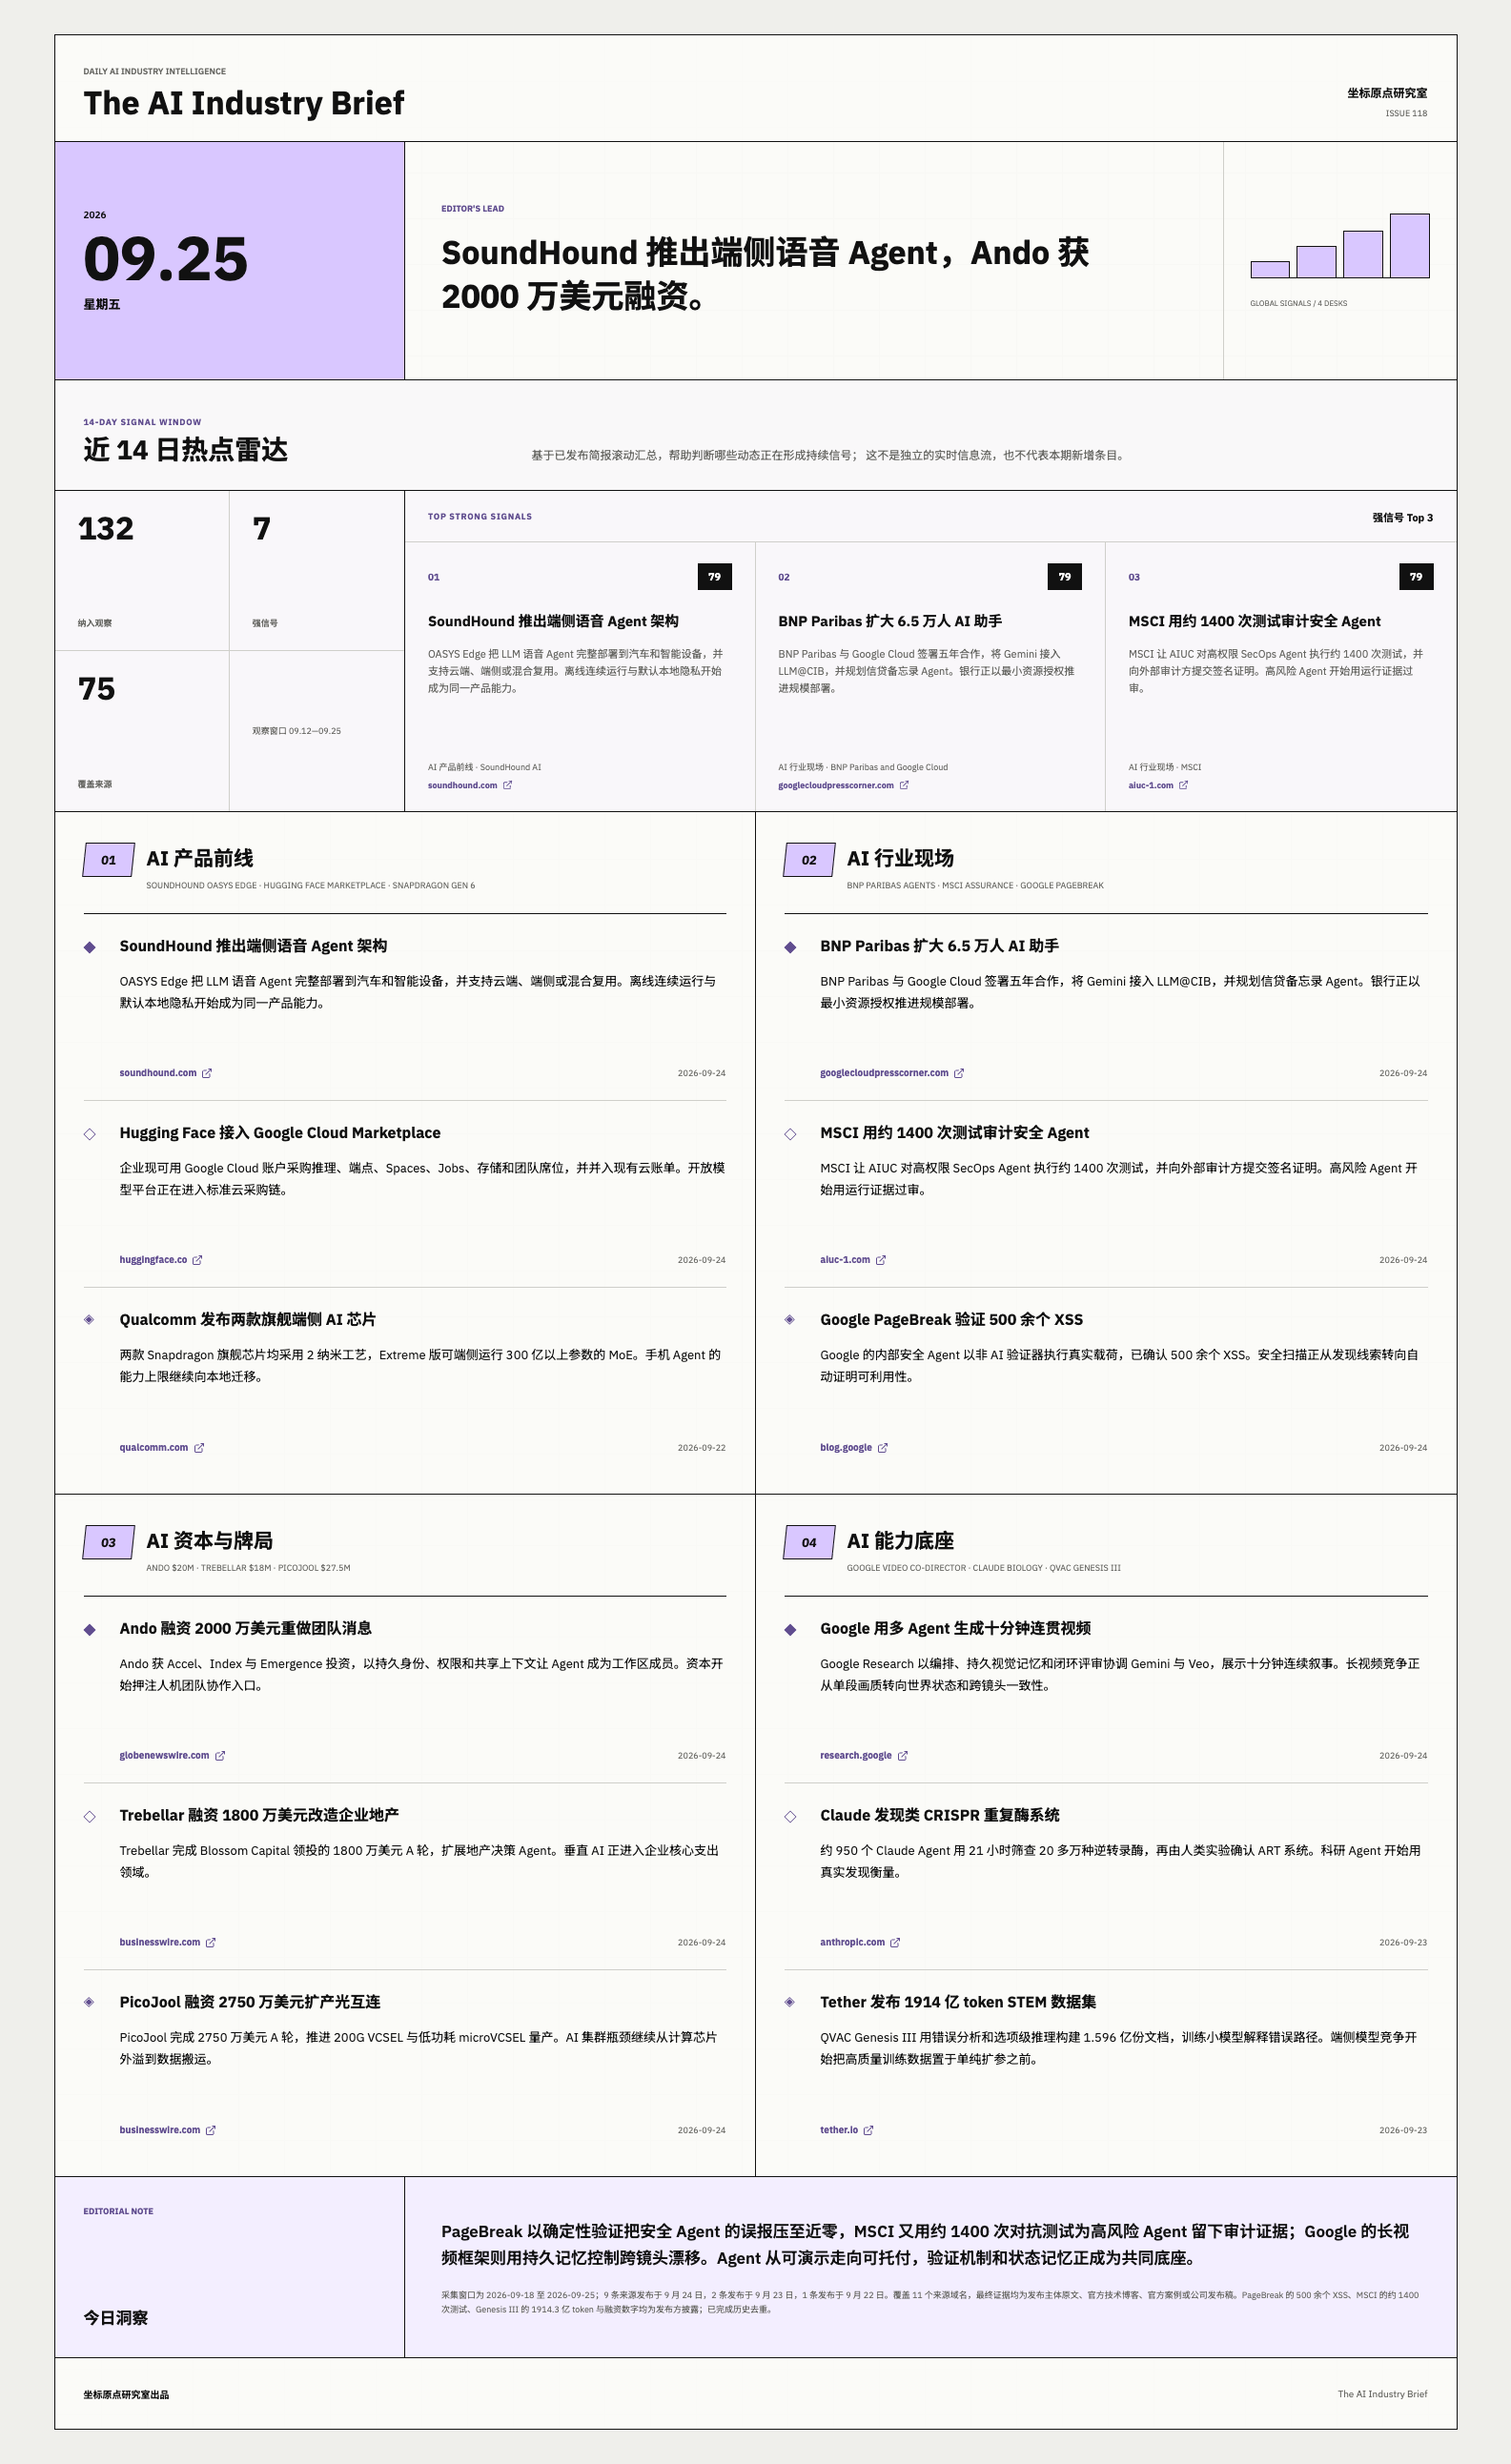 DAILY AI INDUSTRY INTELLIGENCE
The AI Industry Brief
坐标原点研究室
ISSUE 118
2026
09.25
星期五
EDITOR'S LEAD
SoundHound 推出端侧语音 Agent，Ando 获
2000 万美元融资。
GLOBAL SIGNALS / 4 DESKS
14-DAY SIGNAL WINDOW
近 14 日热点雷达
基于已发布简报滚动汇总，帮助判断哪些动态正在形成持续信号； 这不是独立的实时信息流，也不代表本期新增条目。
132
纳入观察
7
强信号
75
覆盖来源
观察窗口 09.12—09.25
TOP STRONG SIGNALS
强信号 Top 3
01
79
SoundHound 推出端侧语音 Agent 架构
OASYS Edge 把 LLM 语音 Agent 完整部署到汽车和智能设备，并
支持云端、端侧或混合复用。离线连续运行与默认本地隐私开始
成为同一产品能力。
AI 产品前线 · SoundHound AI
soundhound.com
02
79
BNP Paribas 扩大 6.5 万人 AI 助手
BNP Paribas 与 Google Cloud 签署五年合作，将 Gemini 接入
LLM@CIB，并规划信贷备忘录 Agent。银行正以最小资源授权推
进规模部署。
AI 行业现场 · BNP Paribas and Google Cloud
googlecloudpresscorner.com
03
79
MSCI 用约 1400 次测试审计安全 Agent
MSCI 让 AIUC 对高权限 SecOps Agent 执行约 1400 次测试，并
向外部审计方提交签名证明。高风险 Agent 开始用运行证据过
审。
AI 行业现场 · MSCI
aiuc-1.com
01
AI 产品前线
SOUNDHOUND OASYS EDGE · HUGGING FACE MARKETPLACE · SNAPDRAGON GEN 6
SoundHound 推出端侧语音 Agent 架构
OASYS Edge 把 LLM 语音 Agent 完整部署到汽车和智能设备，并支持云端、端侧或混合复用。离线连续运行与
默认本地隐私开始成为同一产品能力。
soundhound.com
2026-09-24
Hugging Face 接入 Google Cloud Marketplace
企业现可用 Google Cloud 账户采购推理、端点、Spaces、Jobs、存储和团队席位，并并入现有云账单。开放模
型平台正在进入标准云采购链。
huggingface.co
2026-09-24
Qualcomm 发布两款旗舰端侧 AI 芯片
两款 Snapdragon 旗舰芯片均采用 2 纳米工艺，Extreme 版可端侧运行 300 亿以上参数的 MoE。手机 Agent 的
能力上限继续向本地迁移。
qualcomm.com
2026-09-22
02
AI 行业现场
BNP PARIBAS AGENTS · MSCI ASSURANCE · GOOGLE PAGEBREAK
BNP Paribas 扩大 6.5 万人 AI 助手
BNP Paribas 与 Google Cloud 签署五年合作，将 Gemini 接入 LLM@CIB，并规划信贷备忘录 Agent。银行正以
最小资源授权推进规模部署。
googlecloudpresscorner.com
2026-09-24
MSCI 用约 1400 次测试审计安全 Agent
MSCI 让 AIUC 对高权限 SecOps Agent 执行约 1400 次测试，并向外部审计方提交签名证明。高风险 Agent 开
始用运行证据过审。
aiuc-1.com
2026-09-24
Google PageBreak 验证 500 余个 XSS
Google 的内部安全 Agent 以非 AI 验证器执行真实载荷，已确认 500 余个 XSS。安全扫描正从发现线索转向自
动证明可利用性。
blog.google
2026-09-24
03
AI 资本与牌局
ANDO $20M · TREBELLAR $18M · PICOJOOL $27.5M
Ando 融资 2000 万美元重做团队消息
Ando 获 Accel、Index 与 Emergence 投资，以持久身份、权限和共享上下文让 Agent 成为工作区成员。资本开
始押注人机团队协作入口。
globenewswire.com
2026-09-24
Trebellar 融资 1800 万美元改造企业地产
Trebellar 完成 Blossom Capital 领投的 1800 万美元 A 轮，扩展地产决策 Agent。垂直 AI 正进入企业核心支出
领域。
businesswire.com
2026-09-24
PicoJool 融资 2750 万美元扩产光互连
PicoJool 完成 2750 万美元 A 轮，推进 200G VCSEL 与低功耗 microVCSEL 量产。AI 集群瓶颈继续从计算芯片
外溢到数据搬运。
businesswire.com
2026-09-24
04
AI 能力底座
GOOGLE VIDEO CO-DIRECTOR · CLAUDE BIOLOGY · QVAC GENESIS III
Google 用多 Agent 生成十分钟连贯视频
Google Research 以编排、持久视觉记忆和闭环评审协调 Gemini 与 Veo，展示十分钟连续叙事。长视频竞争正
从单段画质转向世界状态和跨镜头一致性。
research.google
2026-09-24
Claude 发现类 CRISPR 重复酶系统
约 950 个 Claude Agent 用 21 小时筛查 20 多万种逆转录酶，再由人类实验确认 ART 系统。科研 Agent 开始用
真实发现衡量。
anthropic.com
2026-09-23
Tether 发布 1914 亿 token STEM 数据集
QVAC Genesis III 用错误分析和选项级推理构建 1.596 亿份文档，训练小模型解释错误路径。端侧模型竞争开
始把高质量训练数据置于单纯扩参之前。
tether.io
2026-09-23
EDITORIAL NOTE
今日洞察
PageBreak 以确定性验证把安全 Agent 的误报压至近零，MSCI 又用约 1400 次对抗测试为高风险 Agent 留下审计证据；Google 的长视
频框架则用持久记忆控制跨镜头漂移。Agent 从可演示走向可托付，验证机制和状态记忆正成为共同底座。
采集窗口为 2026-09-18 至 2026-09-25；9 条来源发布于 9 月 24 日，2 条发布于 9 月 23 日，1 条发布于 9 月 22 日。覆盖 11 个来源域名，最终证据均为发布主体原文、官方技术博客、官方案例或公司发布稿。PageBreak 的 500 余个 XSS、MSCI 的约 1400
次测试、Genesis III 的 1914.3 亿 token 与融资数字均为发布方披露；已完成历史去重。
坐标原点研究室出品
The AI Industry Brief